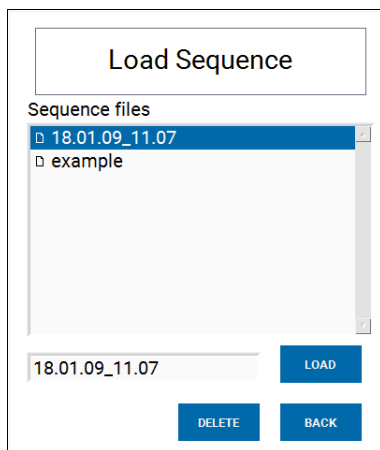 Load Sequence
Sequence files
18.01.09_11.07
example
18.01.09_11.07
LOAD
DELETE
BACK